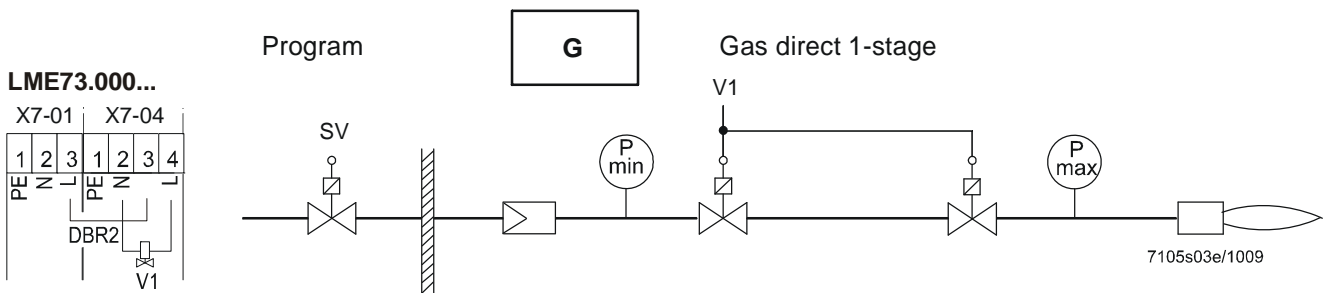 Program
G
Gas direct 1-stage
LME73.000...
X7-01 X7-04
1 2 3 1 2 3 4
PE N L PE N L
DBR2
V1
SV
P min
V1
P max
7105s03e/1009